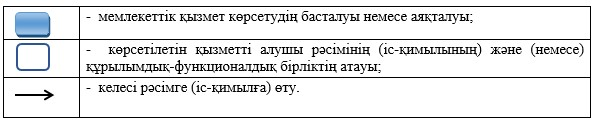 - мемлекеттік қызмет көрсетудің басталуы немесе аяқталуы;
- көрсетілетін қызметті алушы рәсімінің (іс-қимылының) және (немесе)
құрылымдық-функционалдық бірліктің атауы;
- келесі рәсімге (іс-қимылға) өту.